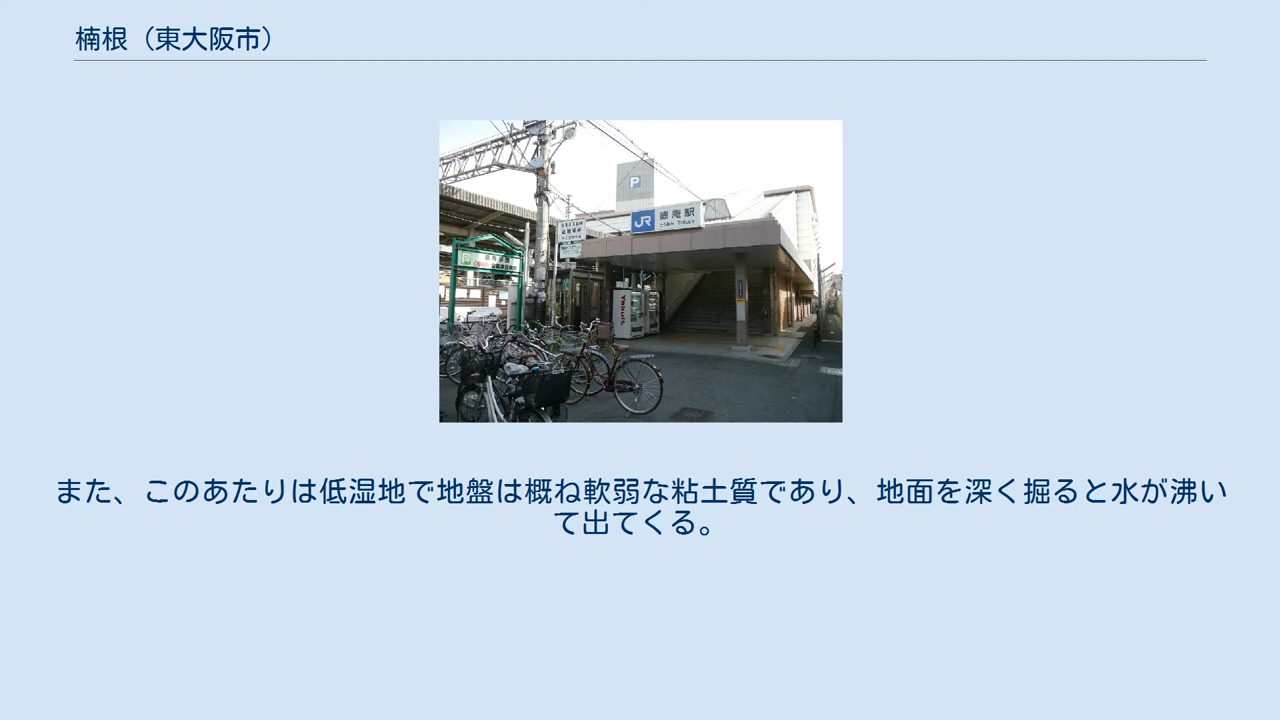 楠根（東大阪市）
P
JR 徳庵駅
Yakult
また、このあたりは低湿地で地盤は概ね軟弱な粘土質であり、地面を深く掘ると水が沸い
て出てくる。